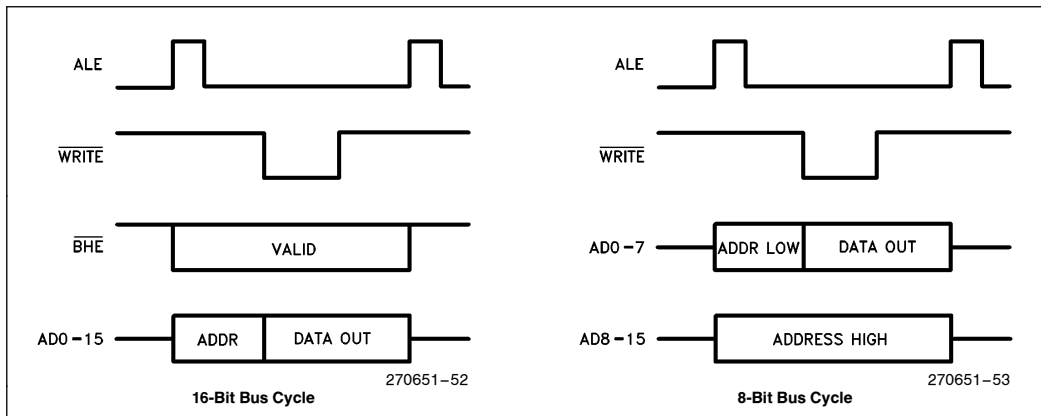 ALE
WRITE
BHE
VALID
AD0-15
ADDR
DATA OUT
270651-52
16-Bit Bus Cycle
ALE
WRITE
AD0-7
ADDR LOW
DATA OUT
AD8-15
ADDRESS HIGH
270651-53
8-Bit Bus Cycle